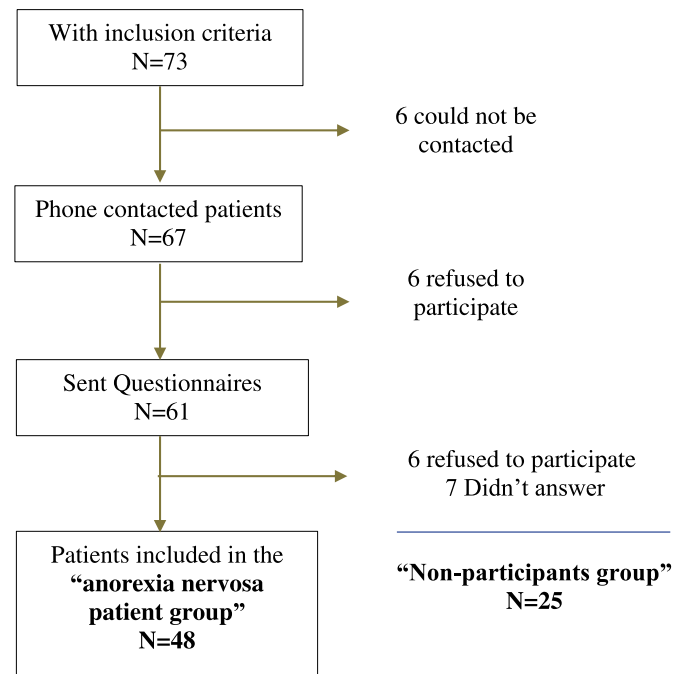 With inclusion criteria
N=73
6 could not be
contacted
Phone contacted patients
N=67
6 refused to
participate
Sent Questionnaires
N=61
6 refused to participate
7 Didn’t answer
Patients included in the
“anorexia nervosa
patient group”
N=48
“Non-participants group”
N=25